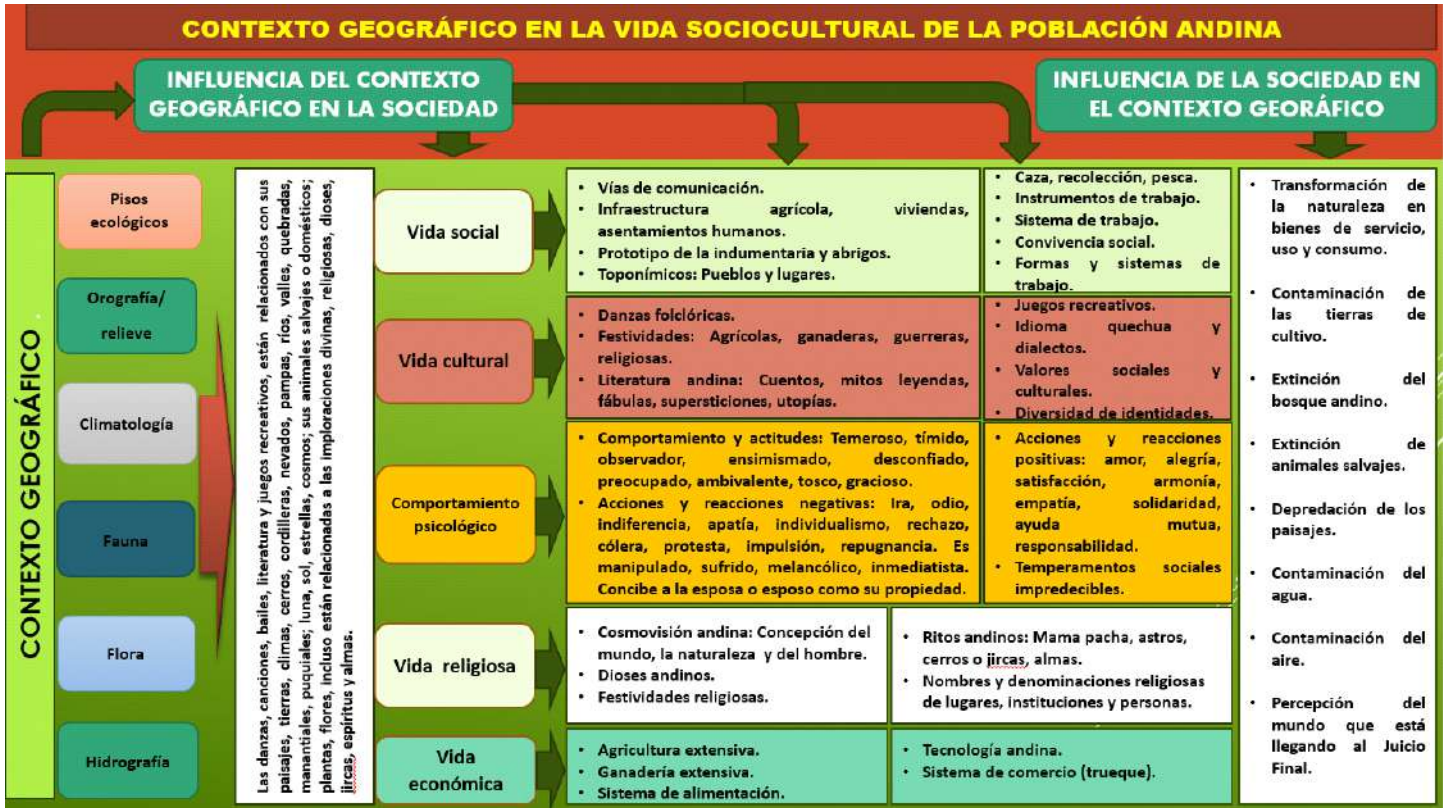 CONTEXTO GEOGRÁFICO EN LA VIDA SOCIOCULTURAL DE LA POBLACIÓN ANDINA
INFLUENCIA DEL CONTEXTO
GEOGRÁFICO EN LA SOCIEDAD
INFLUENCIA DE LA SOCIEDAD EN
EL CONTEXTO GEORÁFICO
CONTEXTO GEOGRÁFICO
Pisos
ecológicos
Orografía/
relieve
Climatología
Fauna
Flora
Hidrografía
Las danzas, canciones, bailes, literatura y juegos recreativos, están relacionados con sus
paisajes, tierras, climas, cerros, cordilleras, nevados, pampas, ríos, valles, quebradas,
manantiales, puquiales; luna, sol, estrellas, cosmos; sus animales salvajes o domésticos;
plantas, flores, incluso están relacionadas a las imploraciones divinas, religiosas, dioses,
jircas, espíritus y almas.
Vida social
• Vías de comunicación.
• Infraestructura agrícola, viviendas,
asentamientos humanos.
• Prototipo de la indumentaria y abrigos.
• Toponímicos: Pueblos y lugares.
• Caza, recolección, pesca.
• Instrumentos de trabajo.
• Sistema de trabajo.
• Convivencia social.
• Formas y sistemas de
trabajo.
Vida cultural
• Danzas folclóricas.
• Festividades: Agrícolas, ganaderas, guerreras,
religiosas.
• Literatura andina: Cuentos, mitos leyendas,
fábulas, supersticiones, utopías.
• Juegos recreativos.
• Idioma quechua y
dialectos.
• Valores sociales y
culturales.
• Diversidad de identidades.
Comportamiento
psicológico
• Comportamiento y actitudes: Temeroso, tímido,
observador, ensimismado, desconfiado,
preocupado, ambivalente, tosco, gracioso.
• Acciones y reacciones negativas: Ira, odio,
indiferencia, apatía, individualismo, rechazo,
cólera, protesta, impulsión, repugnancia. Es
manipulado, sufrido, melancólico, inmediatista.
Concibe a la esposa o esposo como su propiedad.
• Acciones y reacciones
positivas: amor, alegría,
satisfacción, armonía,
empatía, solidaridad,
ayuda mutua,
responsabilidad.
• Temperamentos sociales
impredecibles.
Vida religiosa
• Cosmovisión andina: Concepción del
mundo, la naturaleza y del hombre.
• Dioses andinos.
• Festividades religiosas.
• Ritos andinos: Mama pacha, astros,
cerros o jircas, almas.
• Nombres y denominaciones religiosas
de lugares, instituciones y personas.
Vida
económica
• Agricultura extensiva.
• Ganadería extensiva.
• Sistema de alimentación.
• Tecnología andina.
• Sistema de comercio (trueque).
• Transformación de
la naturaleza en
bienes de servicio,
uso y consumo.
• Contaminación de
las tierras de
cultivo.
• Extinción del
bosque andino.
• Extinción de
animales salvajes.
• Depredación de los
paisajes.
• Contaminación del
agua.
• Contaminación del
aire.
• Percepción del
mundo que está
llegando al Juicio
Final.